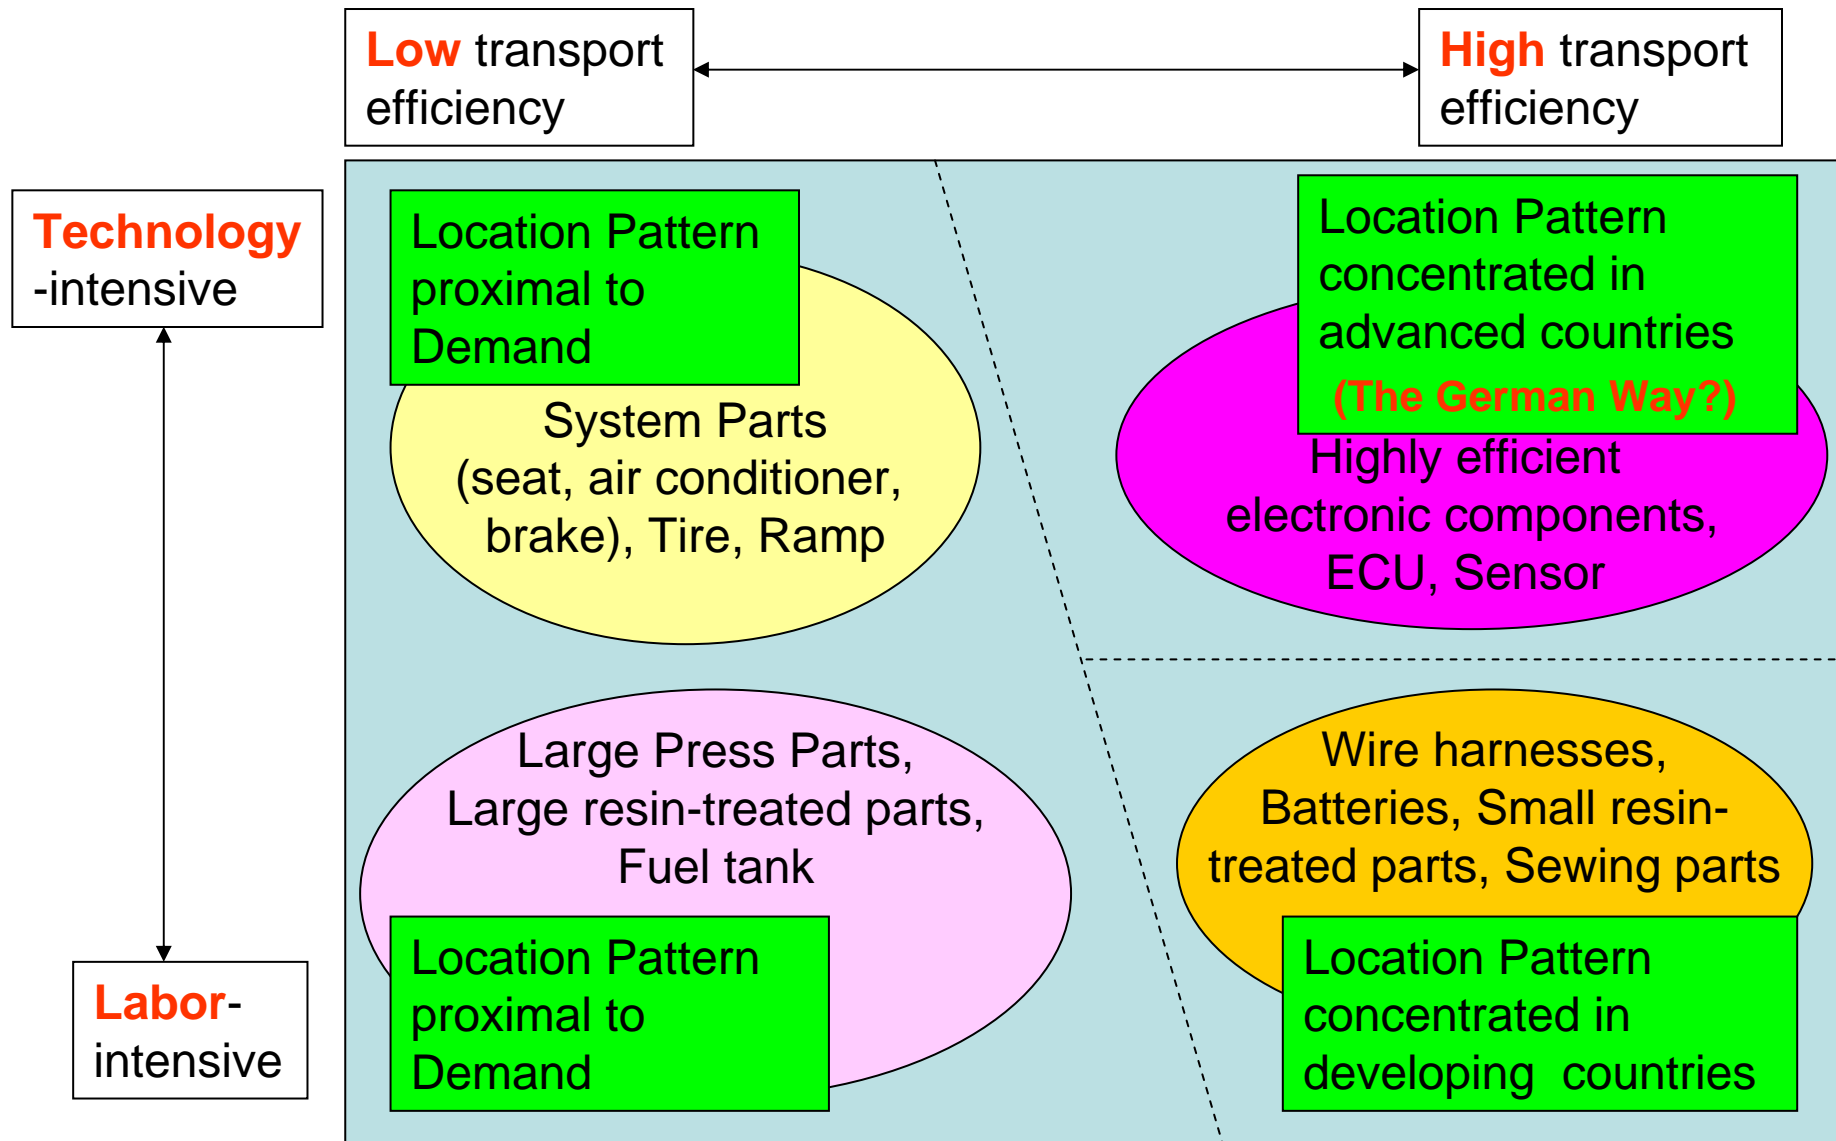 Low transport
efficiency
High transport
efficiency
Technology
-intensive
Labor-
intensive
Location Pattern
proximal to
Demand
System Parts
(seat, air conditioner,
brake), Tire, Ramp
Location Pattern
concentrated in
advanced countries
(The German Way?)
Highly efficient
electronic components,
ECU, Sensor
Large Press Parts,
Large resin-treated parts,
Fuel tank
Location Pattern
proximal to
Demand
Wire harnesses,
Batteries, Small resin-
treated parts, Sewing parts
Location Pattern
concentrated in
developing countries